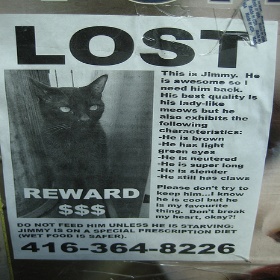 LOST
This is Jimmy. He
is awesome so I
need him back.
His best quality is
his lady-like
meows but he
also exhibits the
following
characteristics:
-He is brown
-He has light
green eyes
-He is neutered
-He is super long
-He is slender
-He still has claws
Please don't try to
keep him...I know
he is cool but he
is my favourite
thing. Don't break
my heart, okay?!
REWARD
$$$
DO NOT FEED HIM UNLESS HE IS STARVING.
JIMMY IS ON A SPECIAL PRESCRIPTION DIET
(WET FOOD IS SAFER).
416-364-8226